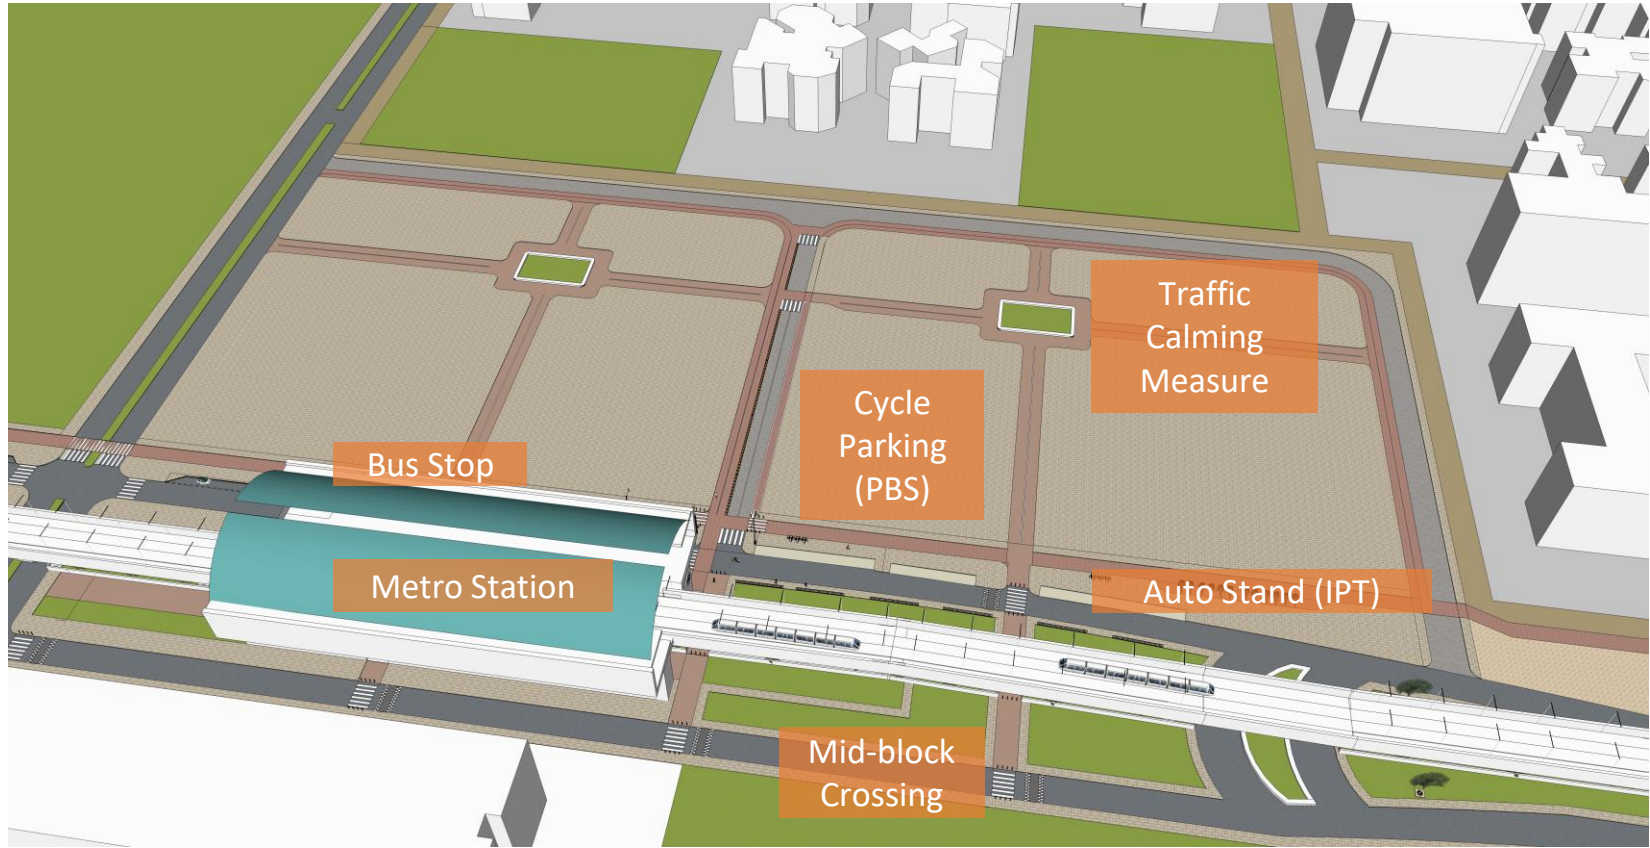 Traffic
Calming
Measure
Cycle
Parking
(PBS)
Bus Stop
Metro Station
Auto Stand (IPT)
Mid-block
Crossing